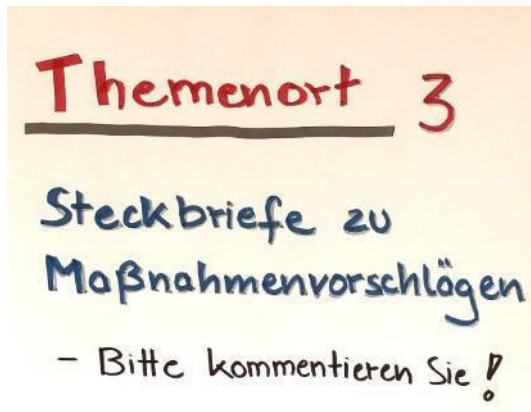 Themenort 3
Steckbriefe zu
Maßnahmenvorschlägen
- Bitte kommentieren Sie!